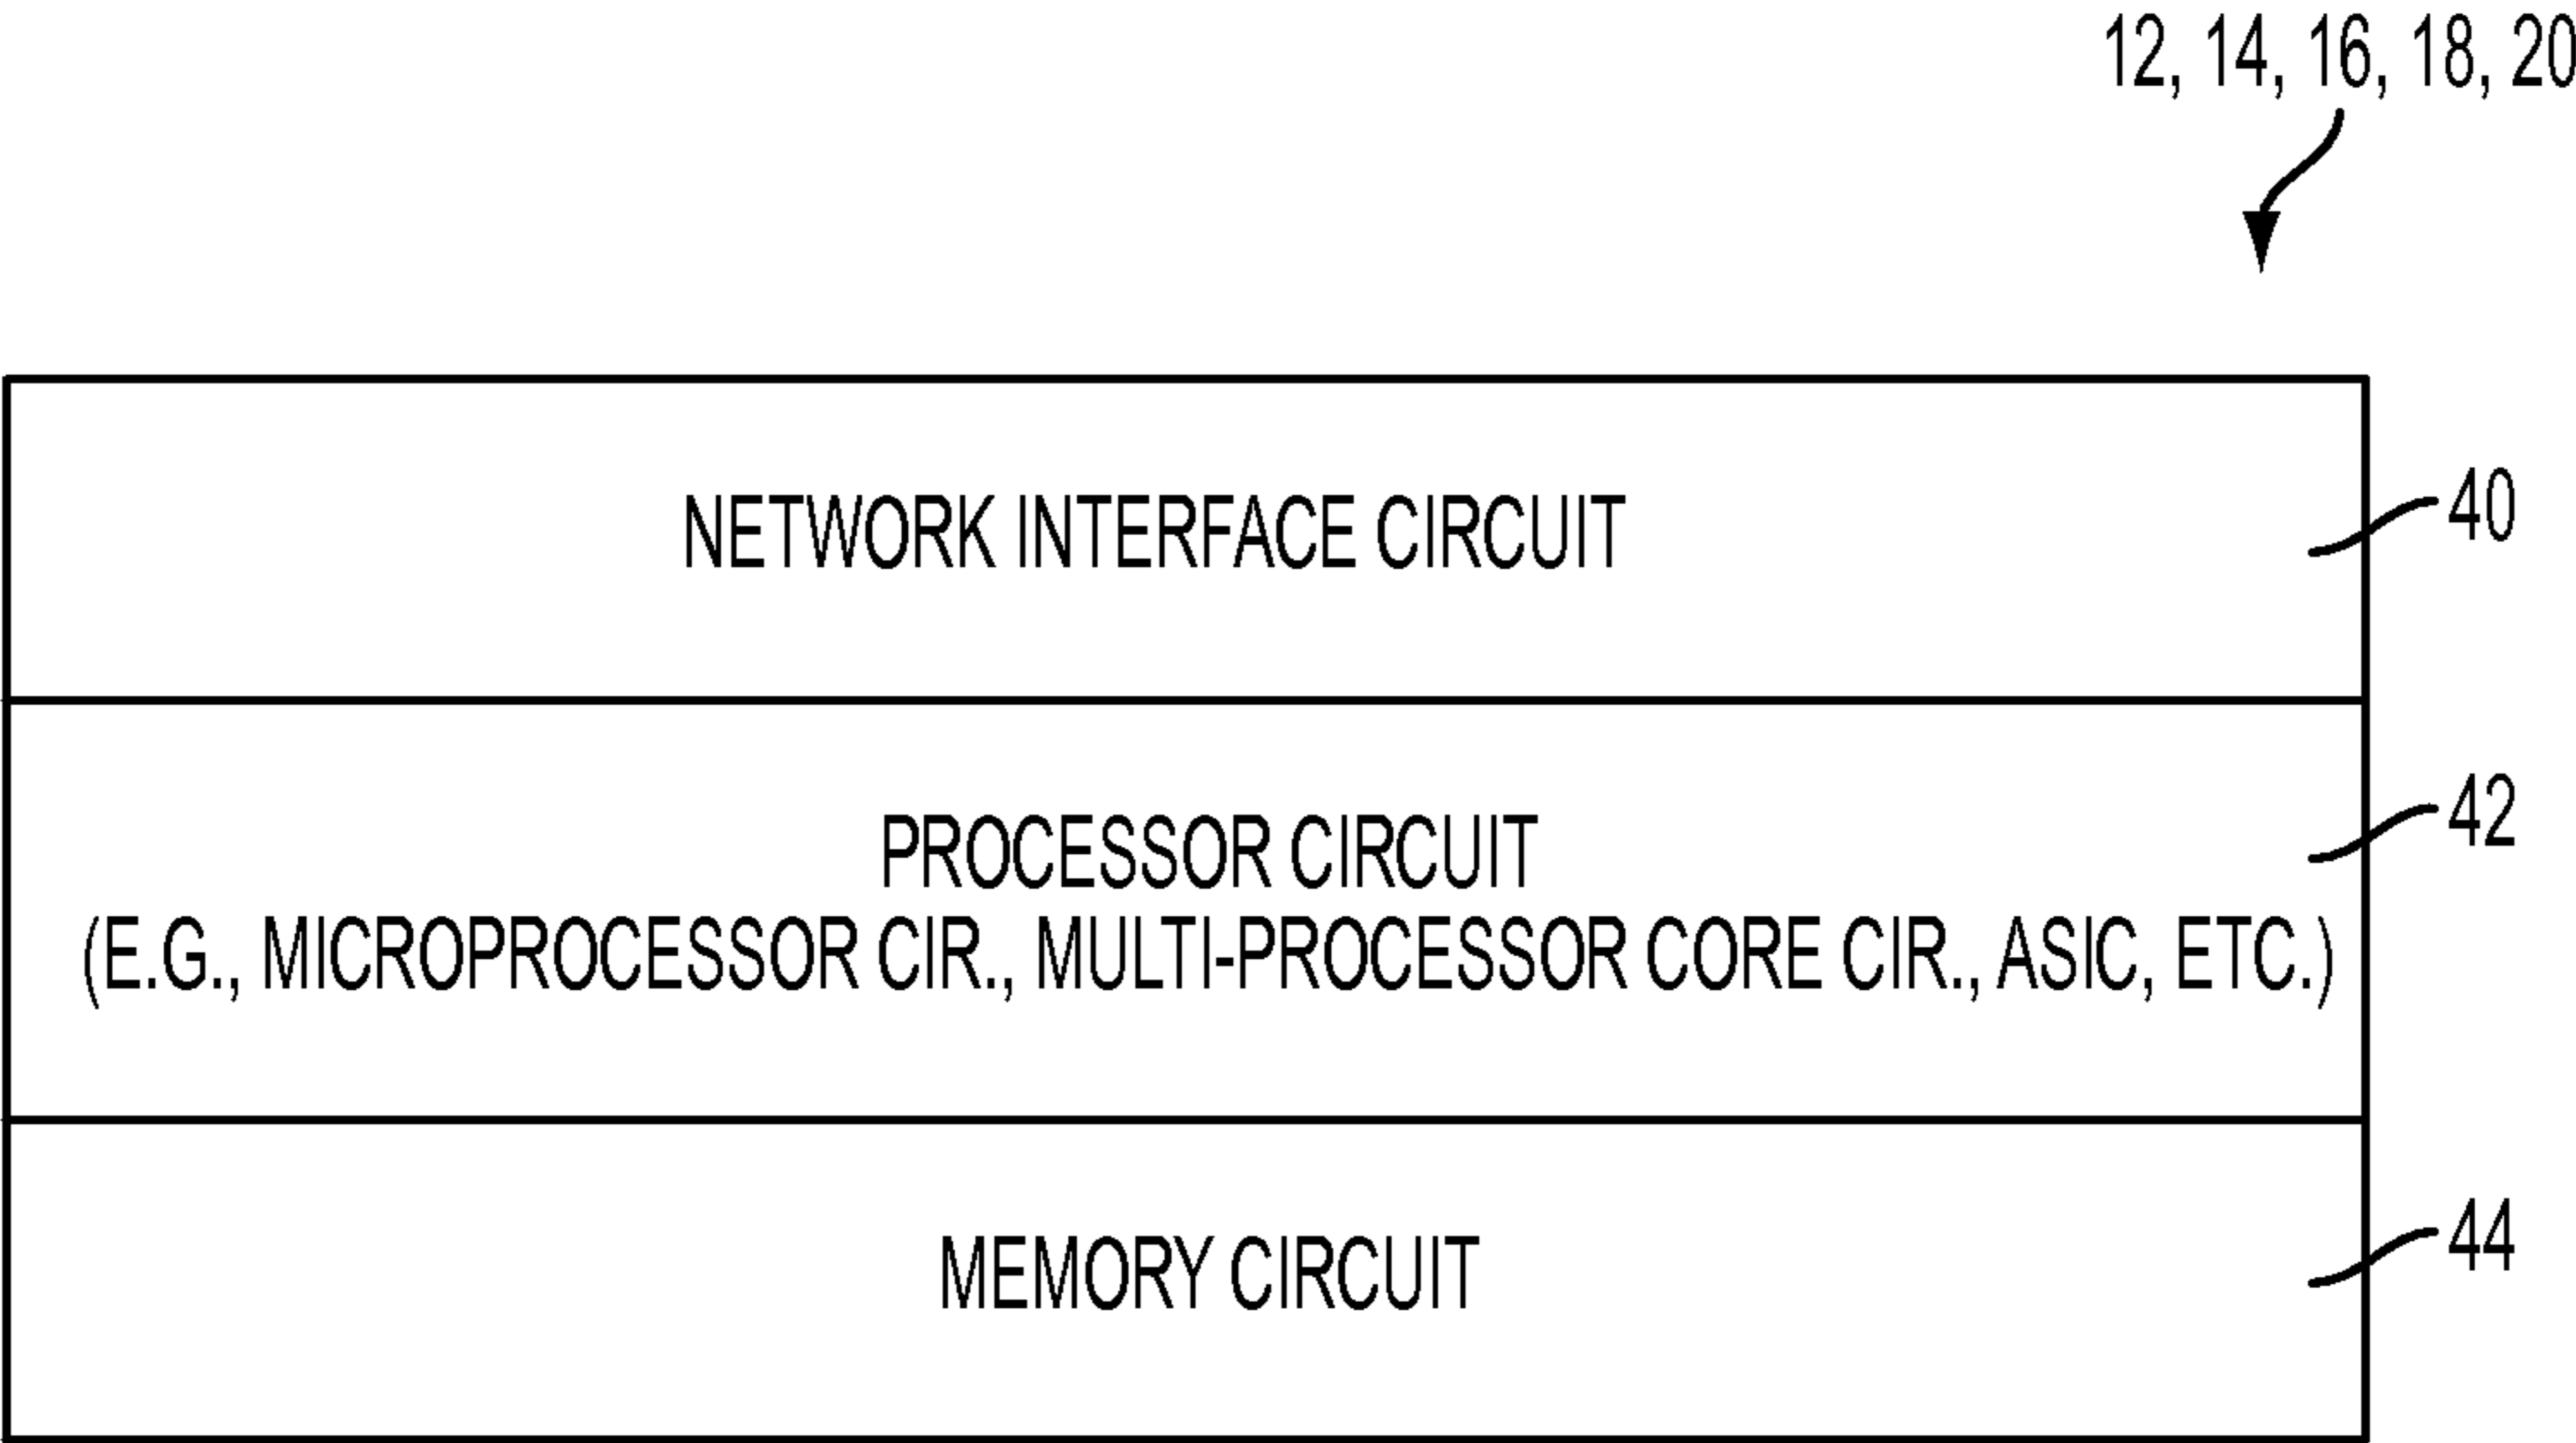 12, 14, 16, 18, 20
NETWORK INTERFACE CIRCUIT
40
PROCESSOR CIRCUIT
42
(E.G., MICROPROCESSOR CIR., MULTI-PROCESSOR CORE CIR., ASIC, ETC.)
MEMORY CIRCUIT
44